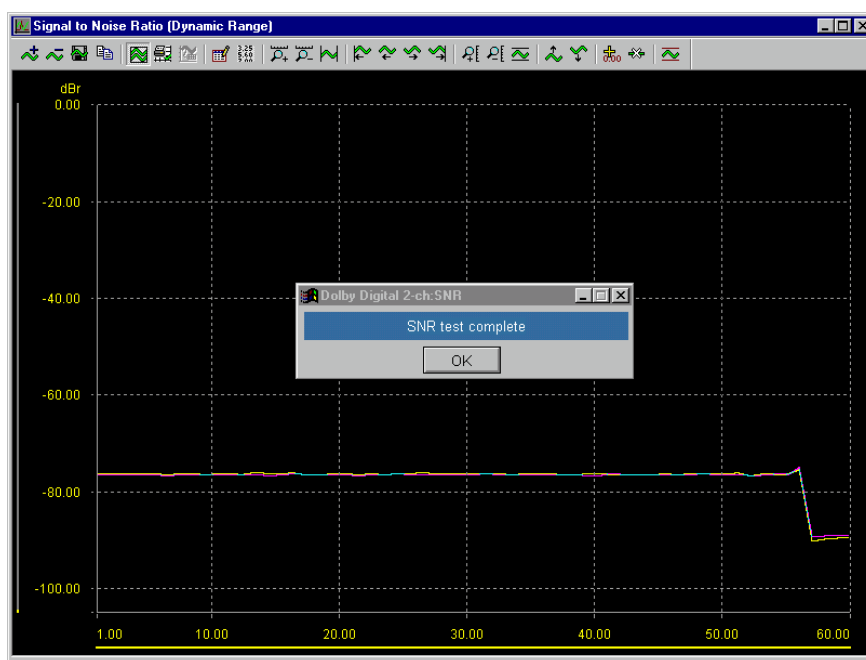 Signal to Noise Ratio (Dynamic Range)
dBr
0.00
-20.00
-40.00
Dolby Digital 2-ch:SNR
SNR test complete
OK
-60.00
-80.00
-100.00
1.00 10.00 20.00 30.00 40.00 50.00 60.00